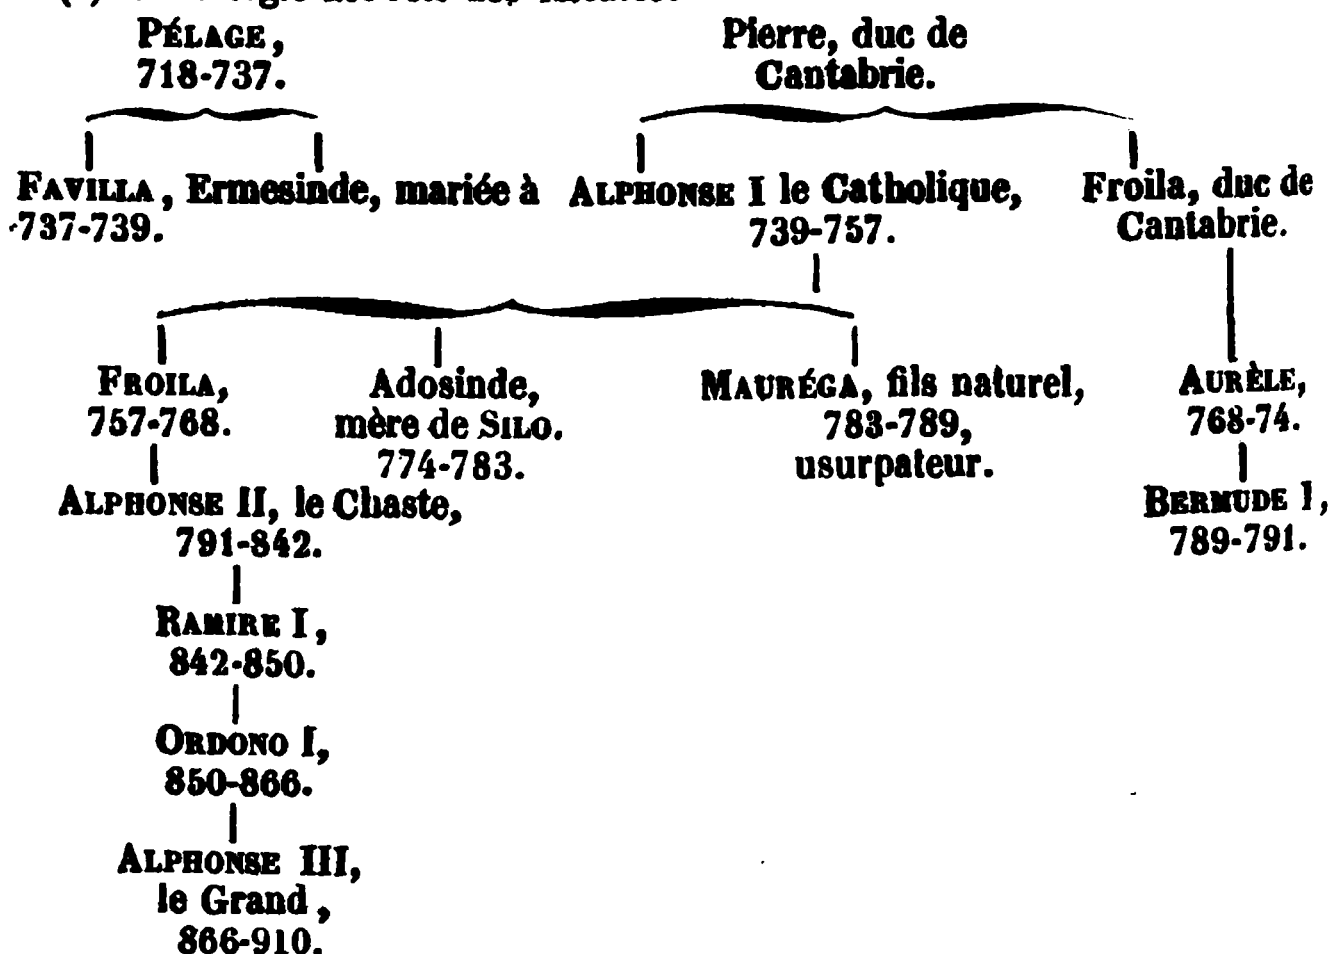 PÉLAGE,
718-737.
Pierre, duc de
Cantabrie.
FAVILLA, Ermesinde, mariée à ALPHONSE I le Catholique,
737-739.
739-757.
Froila, duc de
Cantabrie.
FROILA,
757-768.
Adosinde,
mère de SILO.
774-783.
MAURÉGA, fils naturel,
783-789,
usurpateur.
AURÈLE,
768-74.
ALPHONSE II, le Chaste,
791-842.
BERMUDE I,
789-791.
RAMIRE I,
842-850.
ORDONO I,
850-866.
ALPHONSE III,
le Grand,
866-910.